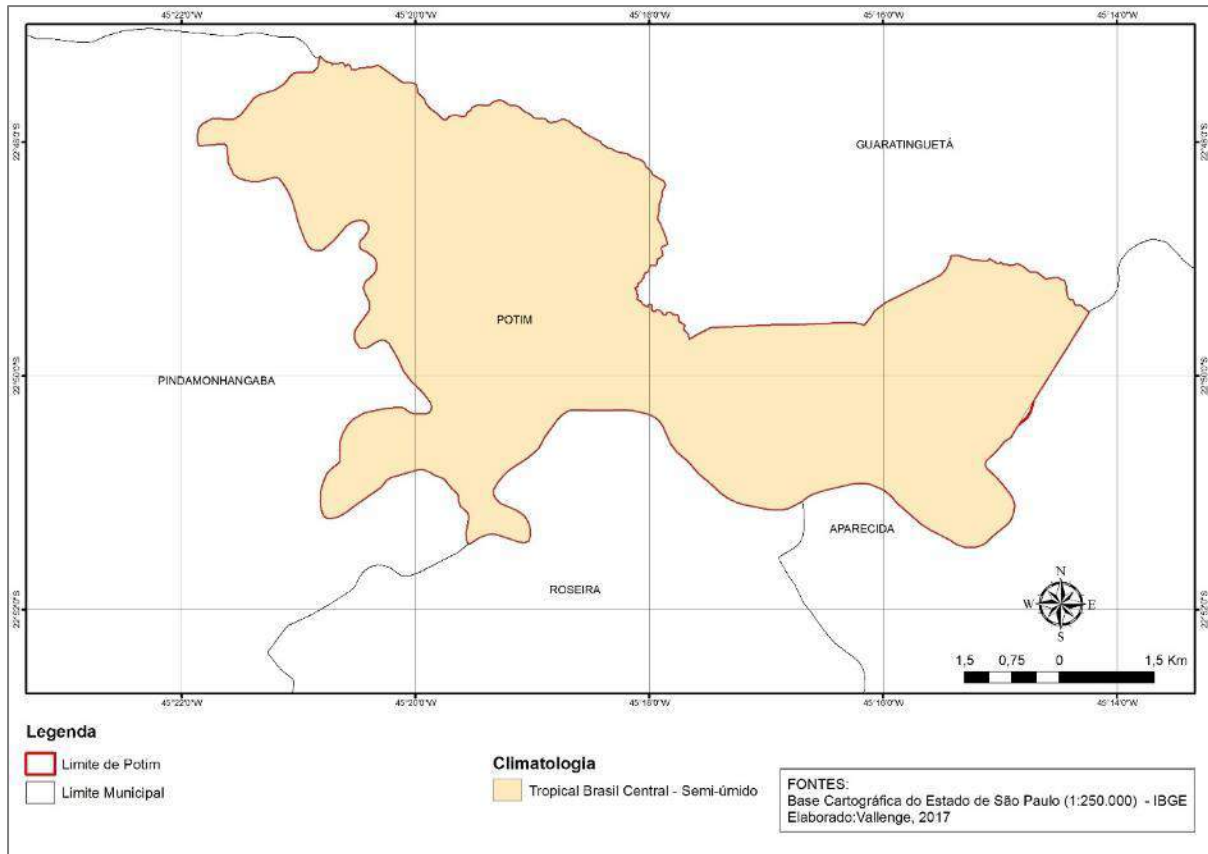 45°22'0"W 45°20'0"W 45°18'0"W 45°16'0"W 45°14'0"W
22°48'0"S 22°48'0"S
GUARATINGUETÁ
POTIM
22°50'0"S 22°50'0"S
PINDAMONHANGABA
APARECIDA
ROSEIRA
22°52'0"S 22°52'0"S
N
W E
S
1,5 0,75 0 1,5 Km
45°22'0"W 45°20'0"W 45°18'0"W 45°16'0"W 45°14'0"W
Legenda
Limite de Potim
Limite Municipal
Climatologia
Tropical Brasil Central - Semi-úmido
FONTES:
Base Cartográfica do Estado de São Paulo (1:250.000) - IBGE
Elaborado:Vallenge, 2017